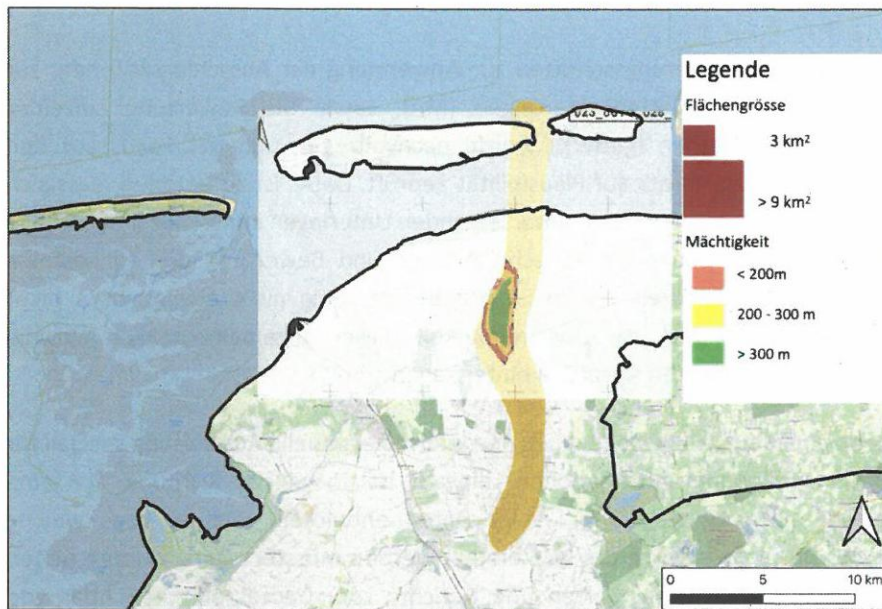 Legende
Flächengrösse
3 km²
> 9 km²
Mächtigkeit
< 200m
200 - 300 m
> 300 m
0 5 10 km